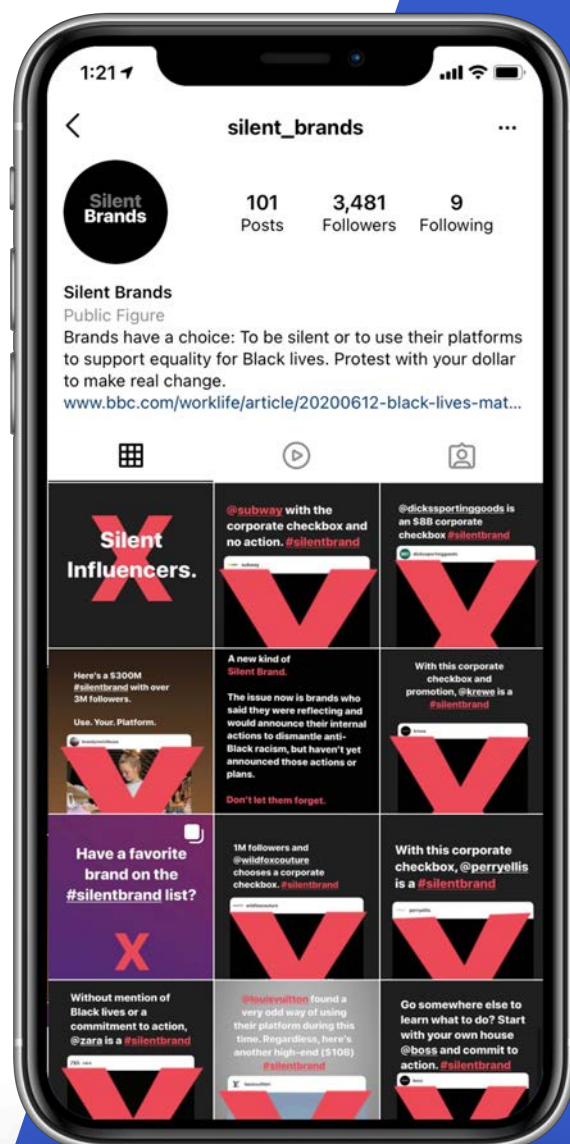 1:21
silent_brands
Silent
Brands
101
3,481
9
Posts
Followers
Following
Silent Brands
Public Figure
Brands have a choice: To be silent or to use their platforms
to support equality for Black lives. Protest with your dollar
to make real change.
www.bbc.com/worklife/article/20200612-black-lives-mat...
Silent
Influencers.
@subway with the
corporate checkbox and
no action. #silentbrand
subway
@dickssportinggoods is
an $8B corporate
checkbox #silentbrand
dickssportinggoods
Here's a $300M
#silentbrand with over
3M followers.
Use. Your. Platform.
A new kind of
Silent Brand.
The issue now is brands who
said they were reflecting and
would announce their internal
actions to dismantle anti-
Black racism, but haven't yet
announced those actions or
plans.
Don't let them forget.
With this corporate
checkbox and
promotion, @krewe is a
#silentbrand
krewe
Have a favorite
brand on the
#silentbrand list?
X
1M followers and
@wildfoxcouture
chooses a corporate
checkbox. #silentbrand
wildfoxcouture
With this corporate
checkbox, @perryellis
is a #silentbrand
perryellis
Without mention of
Black lives or a
commitment to action,
@zara is a #silentbrand
@louisvuitton found a
very odd way of using
their platform during this
time. Regardless, here's
another high-end ($10B)
#silentbrand
louisvuitton
Go somewhere else to
learn what to do? Start
with your own house
@boss and commit to
action. #silentbrand
boss